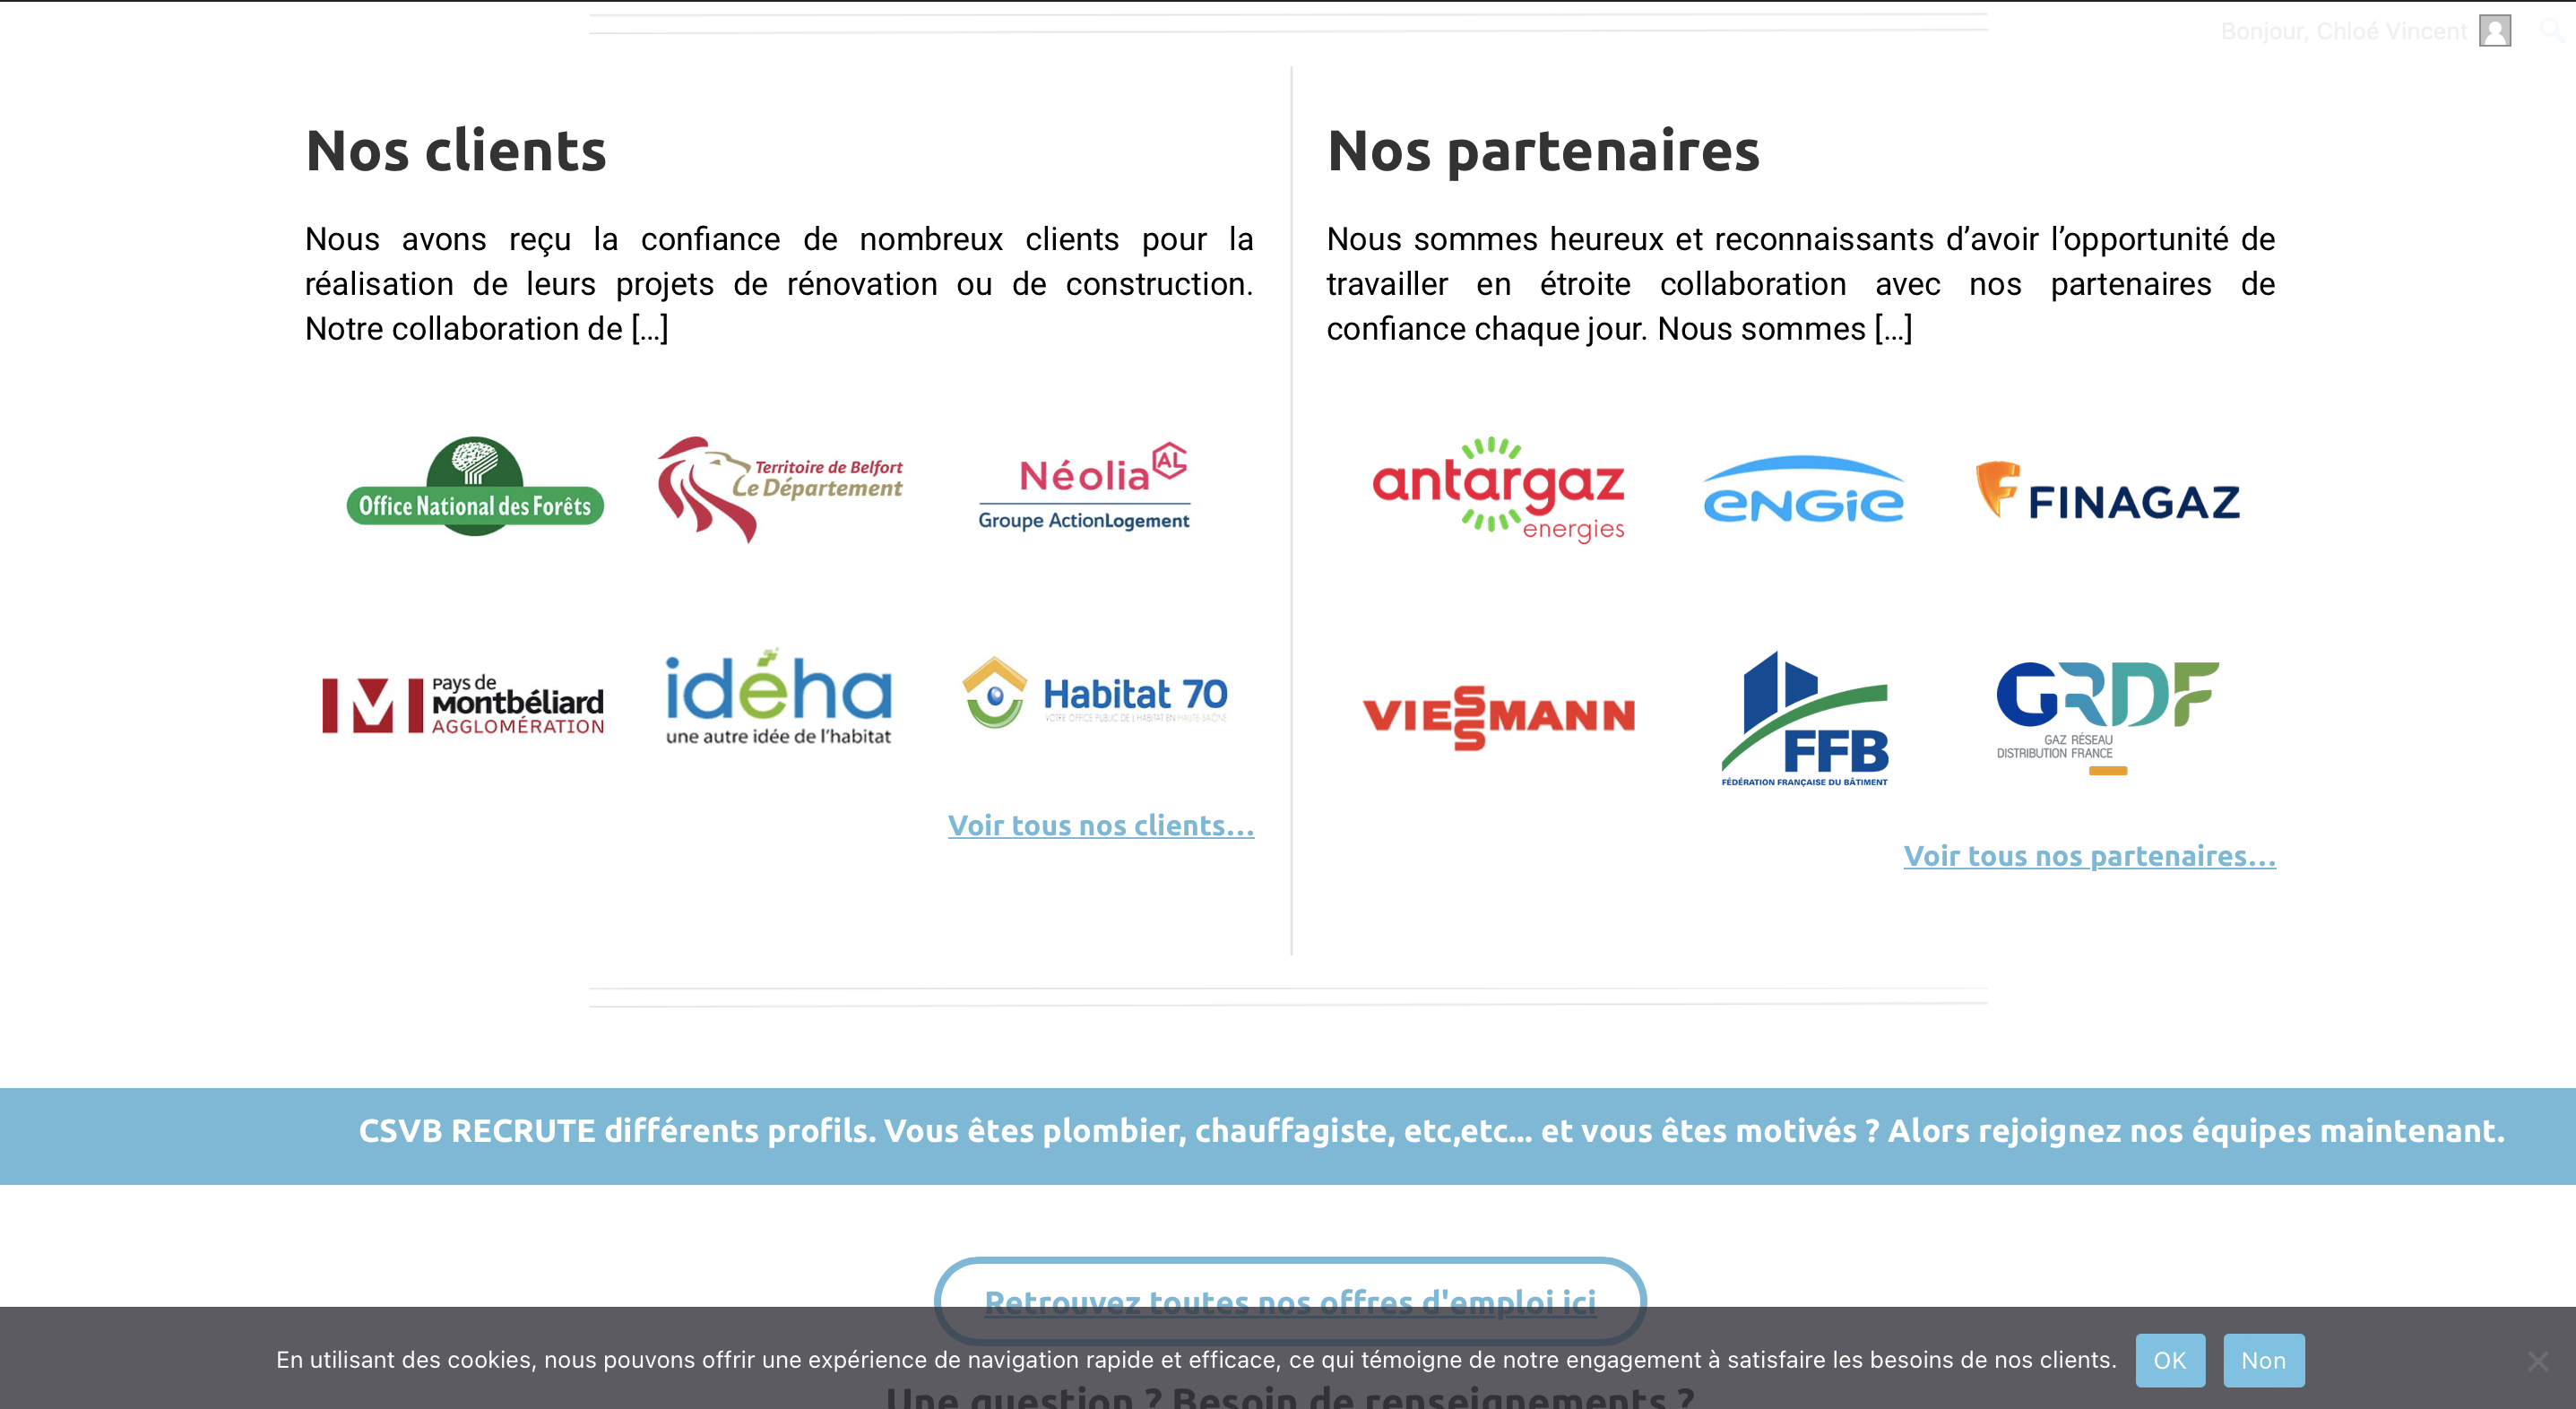 Bonjour, Chloé Vincent
Nos clients
Nous avons reçu la confiance de nombreux clients pour la
réalisation de leurs projets de rénovation ou de construction.
Notre collaboration de [...]
Office National des Forêts
Territoire de Belfort
Le Département
Néolia AL
Groupe ActionLogement
Pays de
Montbéliard
AGGLOMÉRATION
idéha
une autre idée de l'habitat
Habitat 70
VOTRE OFFICE PUBLIC DE L'HABITAT EN HAUTE-SAÔNE
Voir tous nos clients...
Nos partenaires
Nous sommes heureux et reconnaissants d’avoir l’opportunité de
travailler en étroite collaboration avec nos partenaires de
confiance chaque jour. Nous sommes [...]
antargaz
energies
ENGIE
FINAGAZ
VIESSMANN
FFB
FÉDÉRATION FRANÇAISE DU BÂTIMENT
GRDF
GAZ RÉSEAU
DISTRIBUTION FRANCE
Voir tous nos partenaires...
CSVB RECRUTE différents profils. Vous êtes plombier, chauffagiste, etc,etc... et vous êtes motivés ? Alors rejoignez nos équipes maintenant.
Retrouvez toutes nos offres d'emploi ici
En utilisant des cookies, nous pouvons offrir une expérience de navigation rapide et efficace, ce qui témoigne de notre engagement à satisfaire les besoins de nos clients.
OK
Non
Une question ? Besoin de renseignements ?